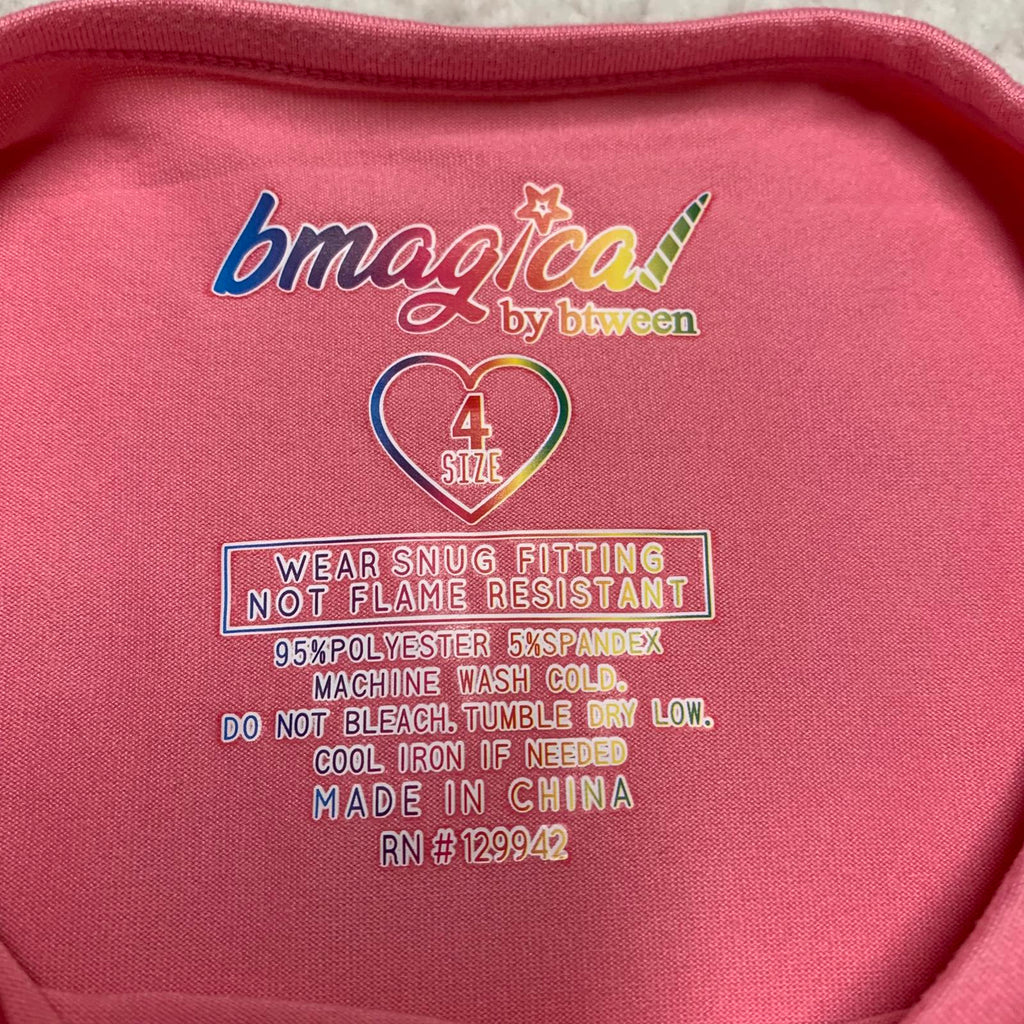 bmagical
by btween
4
SIZE
WEAR SNUG FITTING
NOT FLAME RESISTANT
95%POLYESTER 5%SPANDEX
MACHINE WASH COLD.
DO NOT BLEACH. TUMBLE DRY LOW.
COOL IRON IF NEEDED
MADE IN CHINA
RN # 129942